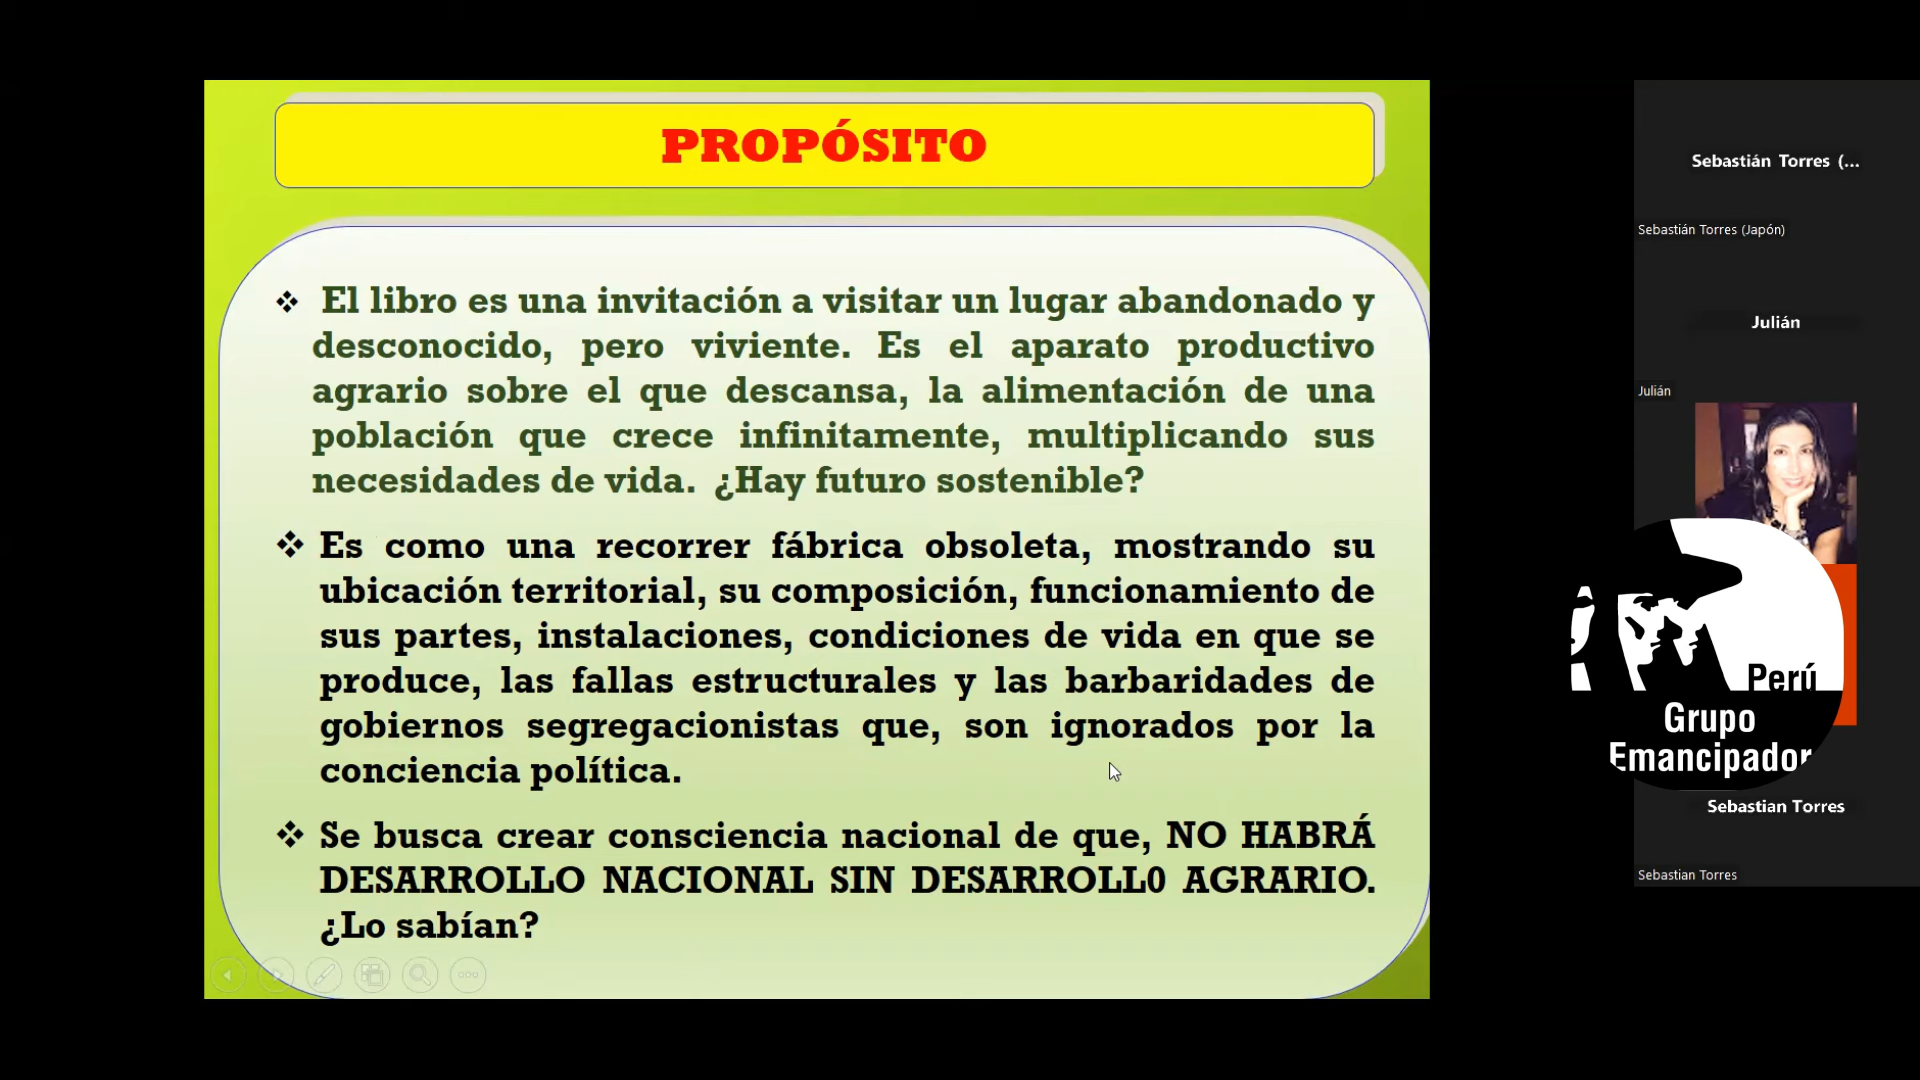 PROPÓSITO
❖ El libro es una invitación a visitar un lugar abandonado y
desconocido, pero viviente. Es el aparato productivo
agrario sobre el que descansa, la alimentación de una
población que crece infinitamente, multiplicando sus
necesidades de vida. ¿Hay futuro sostenible?
❖ Es como una recorrer fábrica obsoleta, mostrando su
ubicación territorial, su composición, funcionamiento de
sus partes, instalaciones, condiciones de vida en que se
produce, las fallas estructurales y las barbaridades de
gobiernos segregacionistas que, son ignorados por la
conciencia política.
❖ Se busca crear consciencia nacional de que, NO HABRÁ
DESARROLLO NACIONAL SIN DESARROLL0 AGRARIO.
¿Lo sabían?
Sebastián Torres (...
Sebastián Torres (Japón)
Julián
Julián
Perú
Grupo
Emancipador
Sebastian Torres
Sebastian Torres